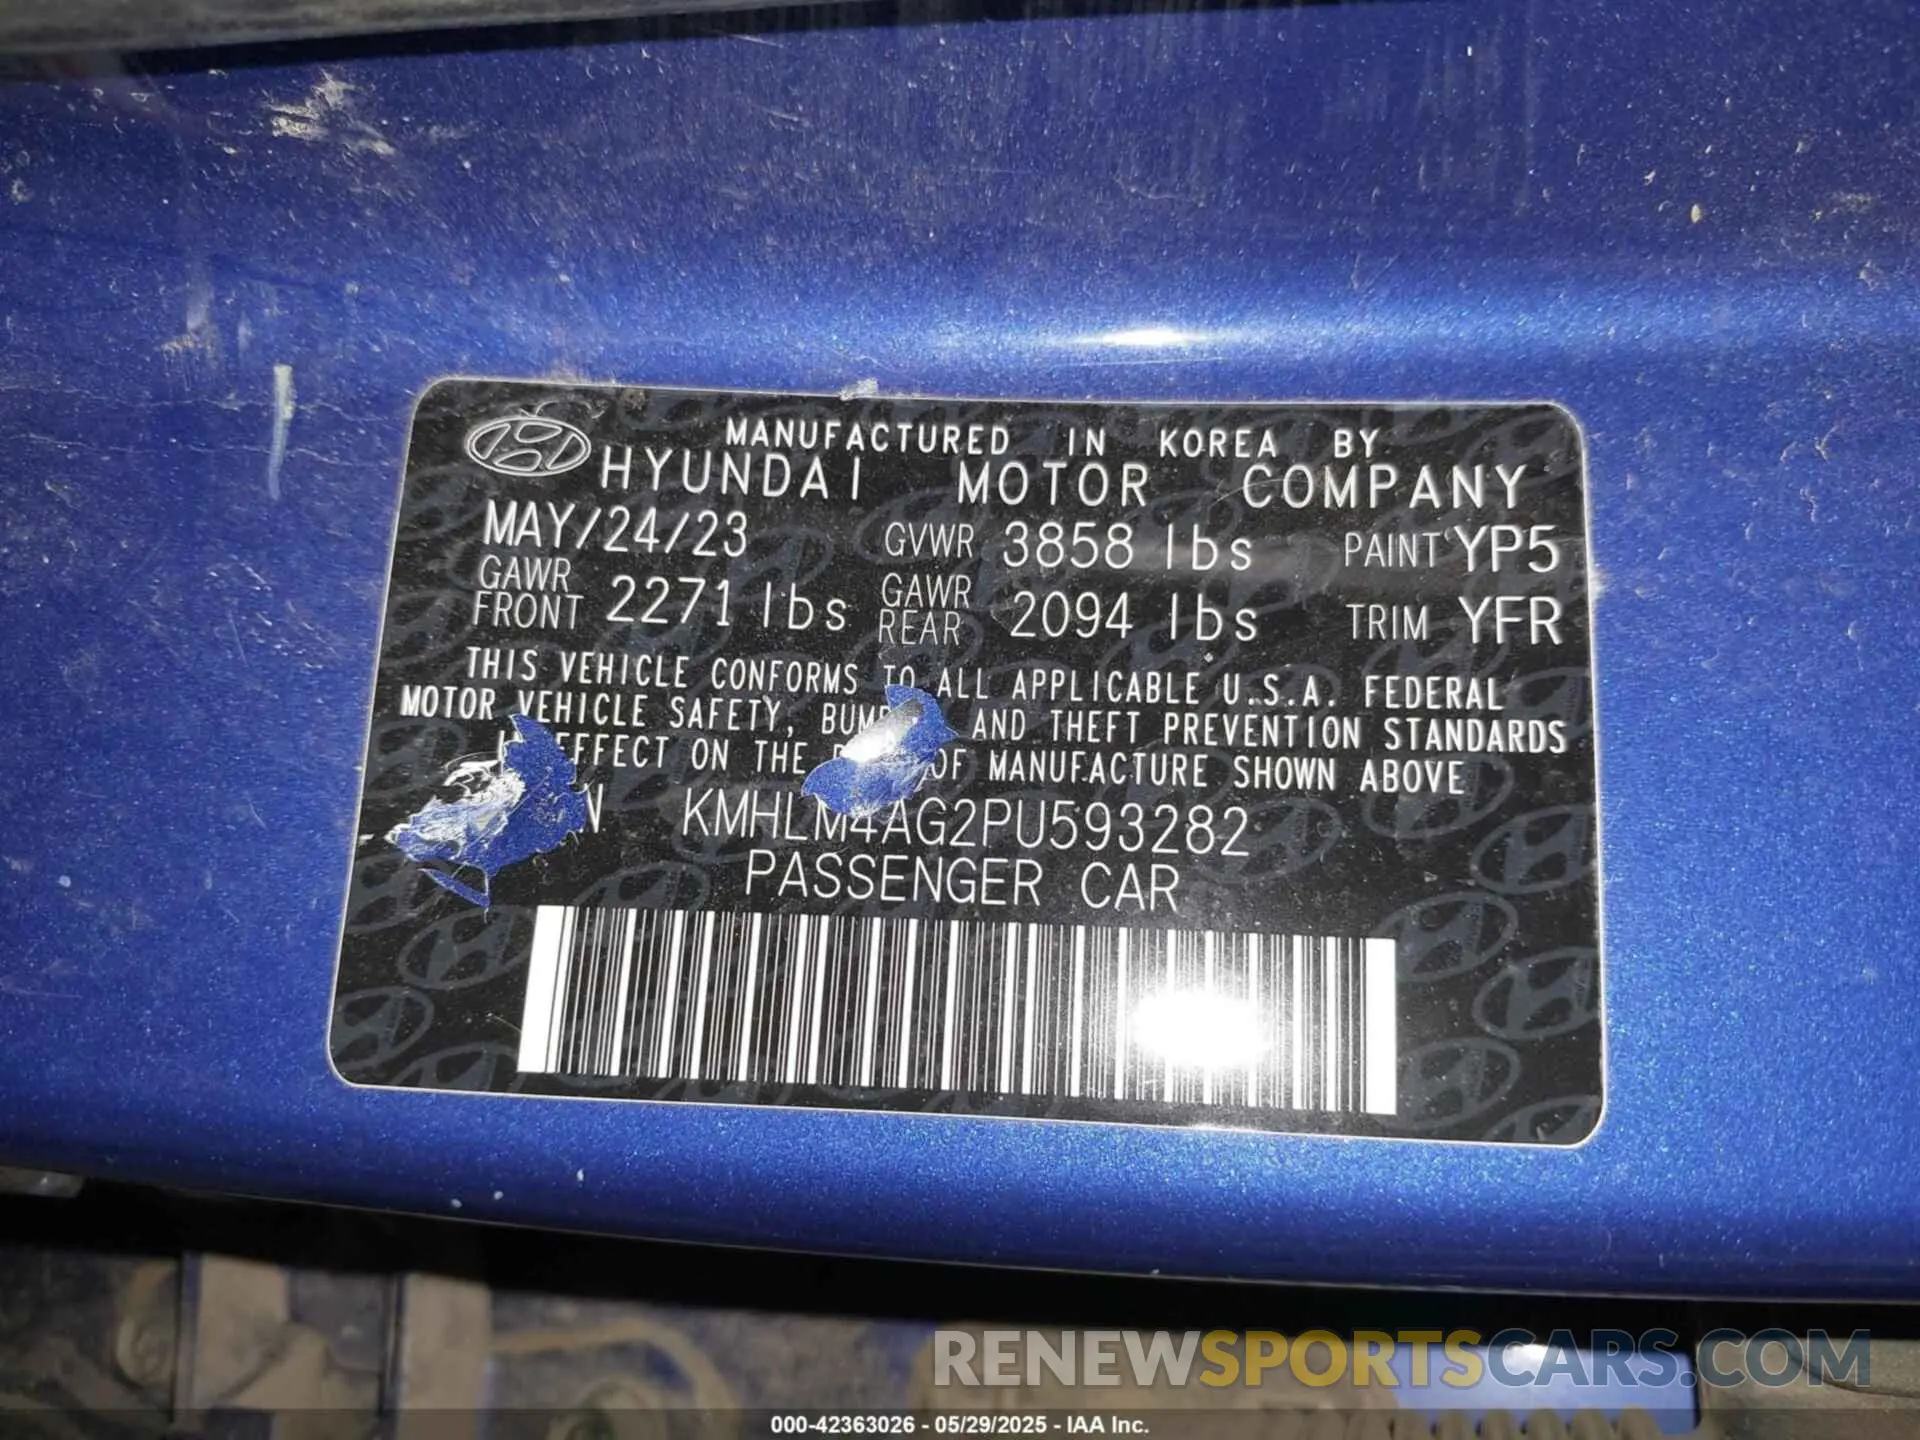 MANUFACTURED IN KOREA BY
HYUNDAI MOTOR COMPANY
MAY/24/23 GVWR 3858 lbs PAINT YP5
GAWR FRONT 2271 lbs GAWR REAR 2094 lbs TRIM YFR
THIS VEHICLE CONFORMS TO ALL APPLICABLE U.S.A. FEDERAL
MOTOR VEHICLE SAFETY, AND THEFT PREVENTION STANDARDS
EFFECT ON THE OF MANUFACTURE SHOWN ABOVE
KMHLM4AG2PU593282
PASSENGER CAR
RENEWSPORTSCARS.COM
000-42363026 - 05/29/2025 - IAA Inc.